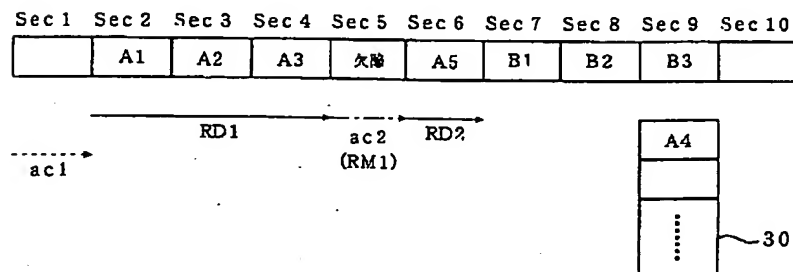 Sec 1 Sec 2 Sec 3 Sec 4 Sec 5 Sec 6 Sec 7 Sec 8 Sec 9 Sec 10
A1 A2 A3 欠陥 A5 B1 B2 B3
RD1 ac2 RD2
(RM1)
ac1
A4
30